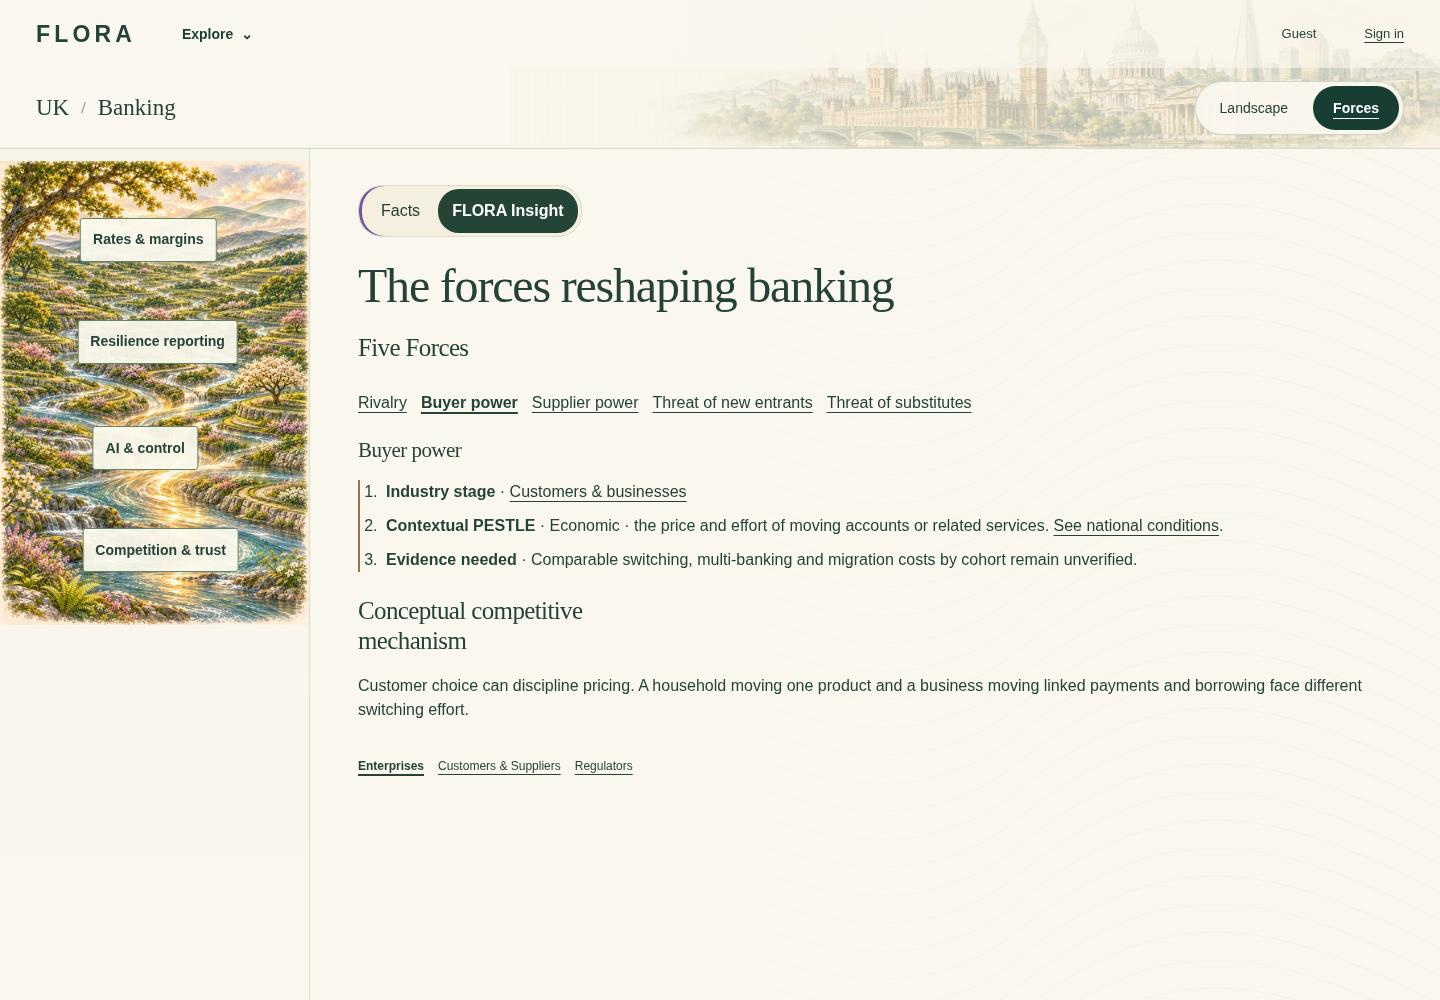 FLORA
Explore
Guest
Sign in
UK / Banking
Landscape
Forces
Rates & margins
Resilience reporting
AI & control
Competition & trust
Facts
FLORA Insight
The forces reshaping banking
Five Forces
Rivalry Buyer power Supplier power Threat of new entrants Threat of substitutes
Buyer power
1. Industry stage · Customers & businesses
2. Contextual PESTLE · Economic · the price and effort of moving accounts or related services. See national conditions.
3. Evidence needed · Comparable switching, multi-banking and migration costs by cohort remain unverified.
Conceptual competitive
mechanism
Customer choice can discipline pricing. A household moving one product and a business moving linked payments and borrowing face different
switching effort.
Enterprises Customers & Suppliers Regulators